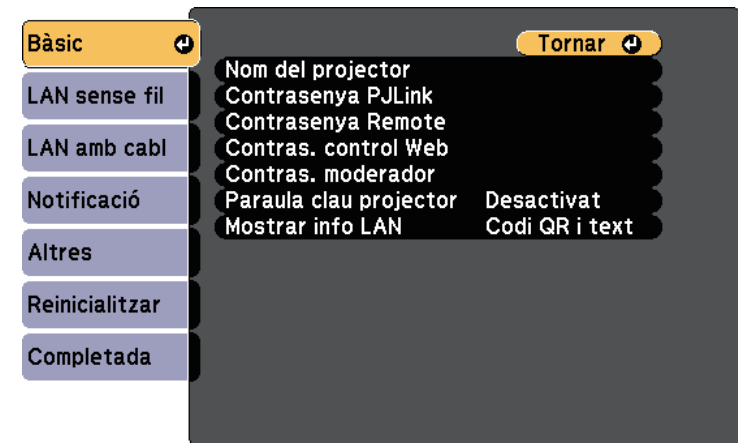 Bàsic
LAN sense fil
LAN amb cabl
Notificació
Altres
Reinicialitzar
Completada
Tornar
Nom del projector
Contrasenya PJLink
Contrasenya Remote
Contras. control Web
Contras. moderador
Paraula clau projector Desactivat
Mostrar info LAN Codi QR i text